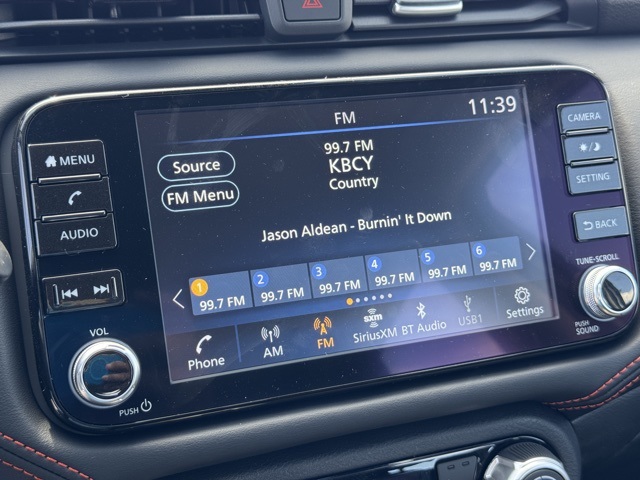 FM
11:39
CAMERA
MENU
Source
FM Menu
99.7 FM
KBCY
Country
SETTING
AUDIO
BACK
Jason Aldean - Burnin' It Down
TUNE-SCROLL
1 2 3 4 5 6
99.7 FM 99.7 FM 99.7 FM 99.7 FM 99.7 FM 99.7 FM
VOL
Phone
AM
FM
sxm
SiriusXM
BT Audio
USB1
Settings
PUSH
SOUND
PUSH